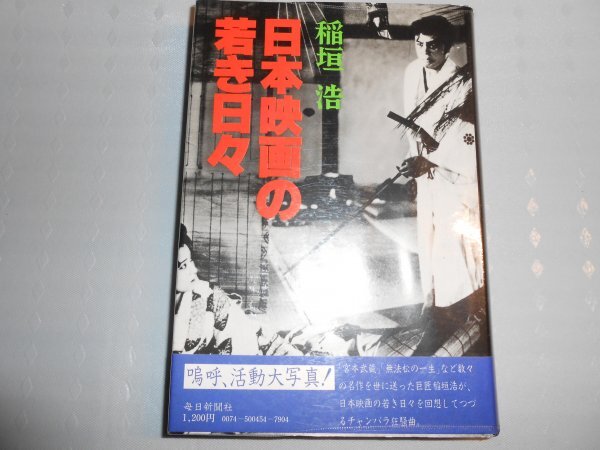 稲垣 浩
日本映画の
若き日々
嗚呼、活動大写真!
毎日新聞社
1,200円 0074-500454-7904
「宮本武蔵」「無法松の一生」など数々
の名作を世に送った巨匠稲垣浩が、
日本映画の若き日々を回想してつづ
るチャンバラ狂騒曲。